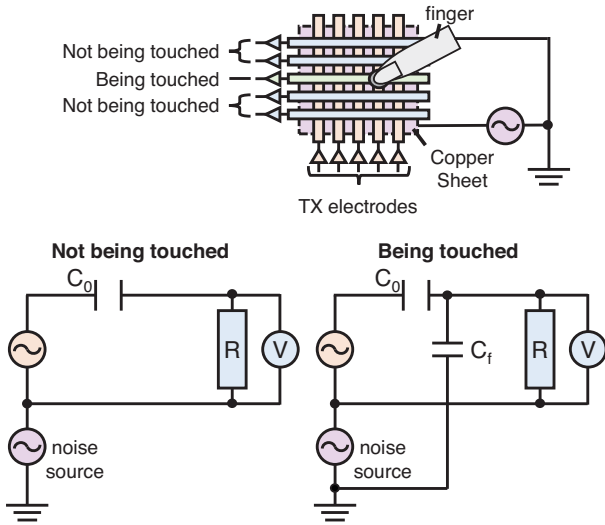 finger
Not being touched
Being touched
Not being touched
Copper
Sheet
TX electrodes
Not being touched
C0
R
V
noise
source
Being touched
C0
Cf
R
V
noise
source